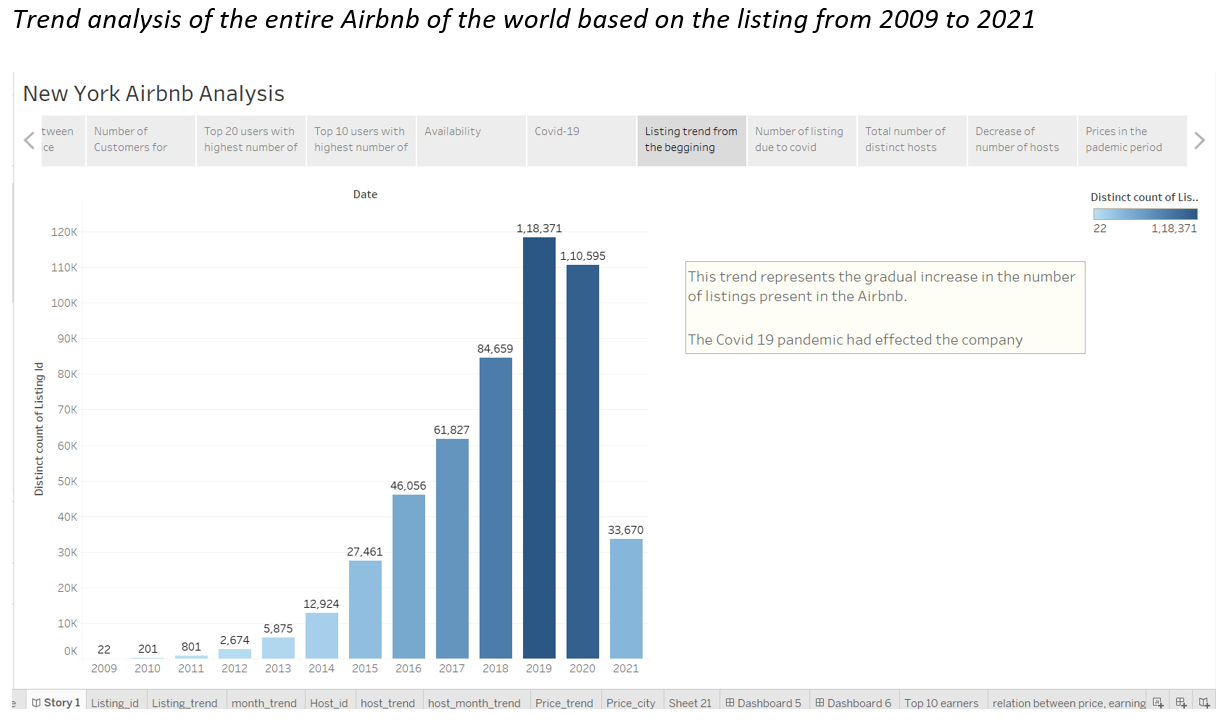 Trend analysis of the entire Airbnb of the world based on the listing from 2009 to 2021
New York Airbnb Analysis
tween
ce
Number of
Customers for
Top 20 users with
highest number of
Top 10 users with
highest number of
Availability
Covid-19
Listing trend from
the beggining
Number of listing
due to covid
Total number of
distinct hosts
Decrease of
number of hosts
Prices in the
pademic period
Date
Distinct count of Lis..
22 1,18,371
This trend represents the gradual increase in the number
of listings present in the Airbnb.
The Covid 19 pandemic had effected the company
Distinct count of Listing Id
120K
110K
100K
90K
80K
70K
60K
50K
40K
30K
20K
10K
0K
22
201
801
2,674
5,875
12,924
27,461
46,056
61,827
84,659
1,18,371
1,10,595
33,670
2009 2010 2011 2012 2013 2014 2015 2016 2017 2018 2019 2020 2021
e Story 1 Listing_id Listing_trend month_trend Host_id host_trend host_month_trend Price_trend Price_city Sheet 21 Dashboard 5 Dashboard 6 Top 10 earners relation between price, earning